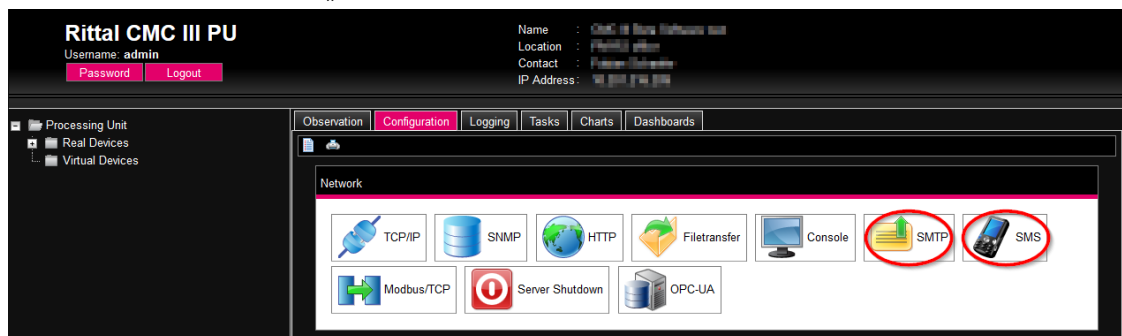 Rittal CMC III PU
Username: admin
Password Logout
Name :
Location :
Contact :
IP Address:
Processing Unit
Real Devices
Virtual Devices
Observation Configuration Logging Tasks Charts Dashboards
Network
TCP/IP SNMP HTTP Filetransfer Console SMTP SMS
Modbus/TCP Server Shutdown OPC-UA